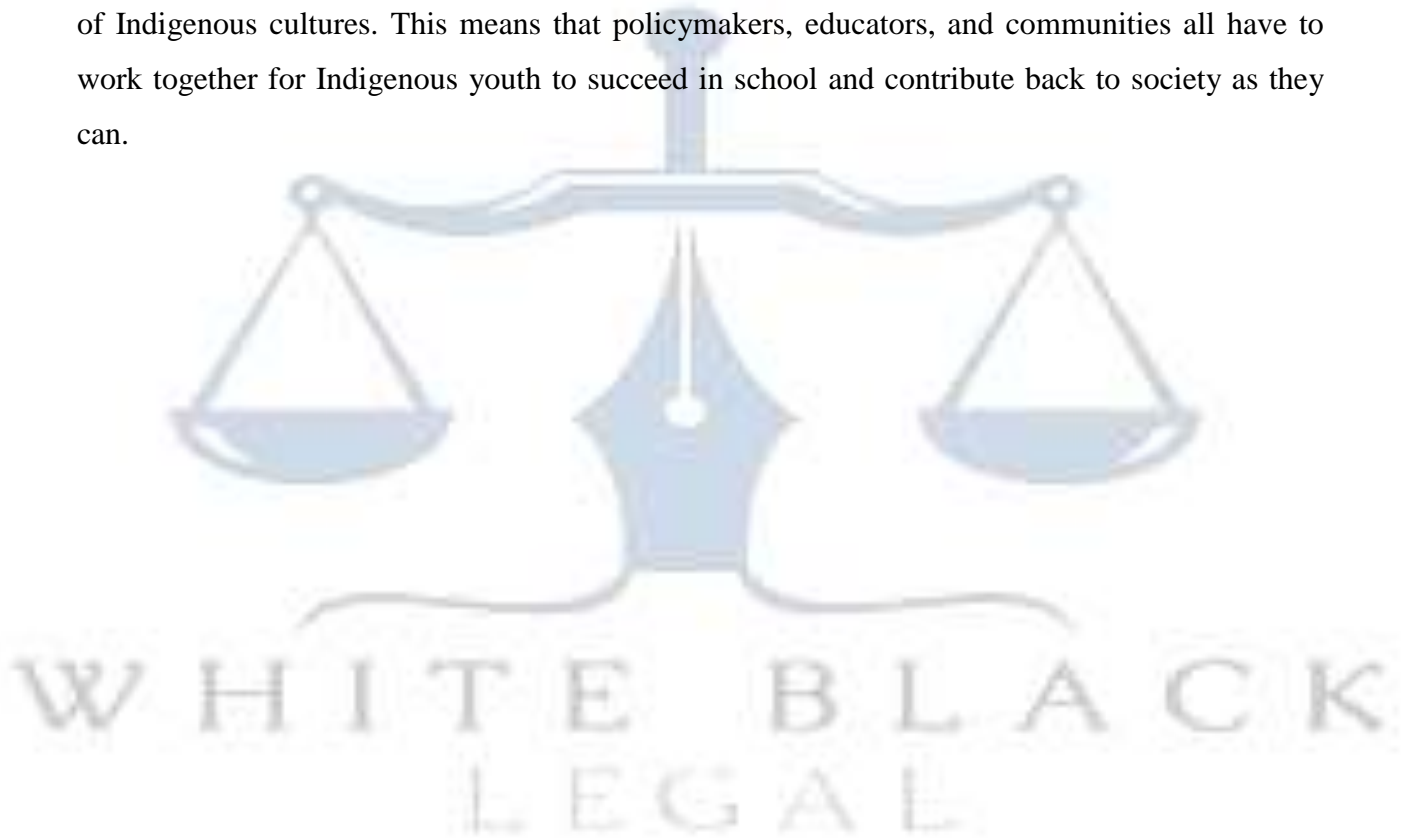 of Indigenous cultures. This means that policymakers, educators, and communities all have to
work together for Indigenous youth to succeed in school and contribute back to society as they
can.
WHITE BLACK
LEGAL